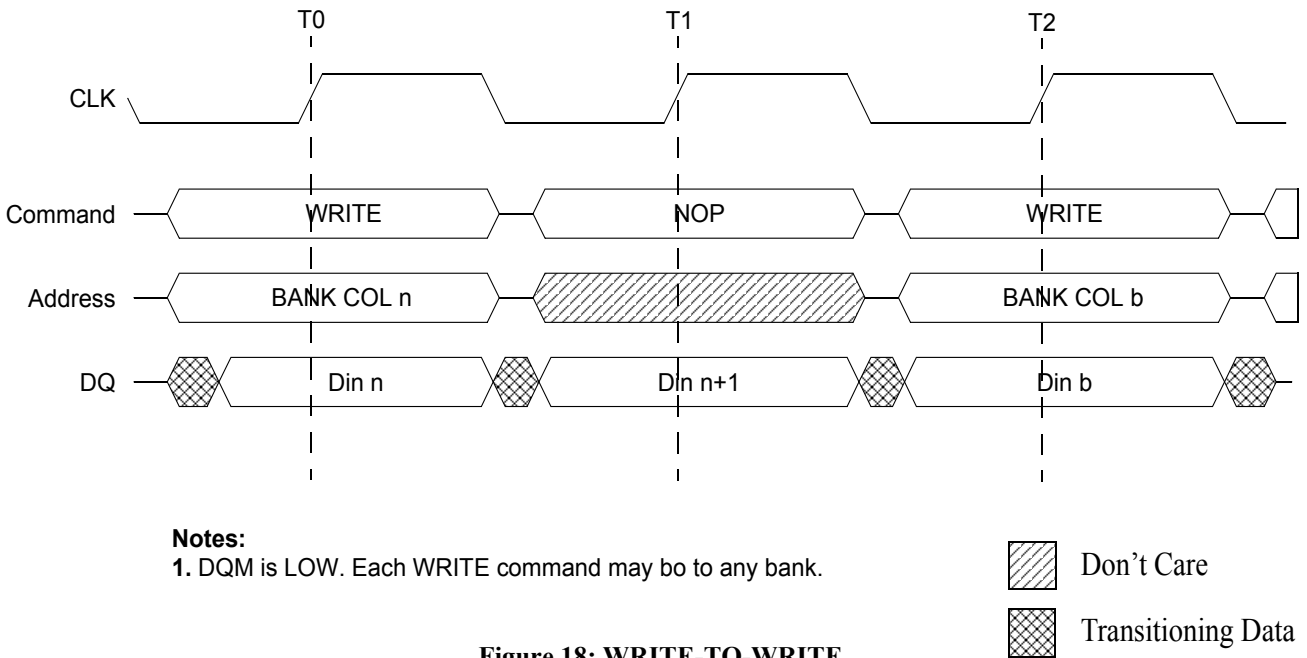 T0 T1 T2
CLK
Command WRITE NOP WRITE
Address BANK COL n BANK COL b
DQ Din n Din n+1 Din b
Notes:
1. DQM is LOW. Each WRITE command may bo to any bank.
Don't Care
Transitioning Data
Figure 18: WRITE-TO-WRITE